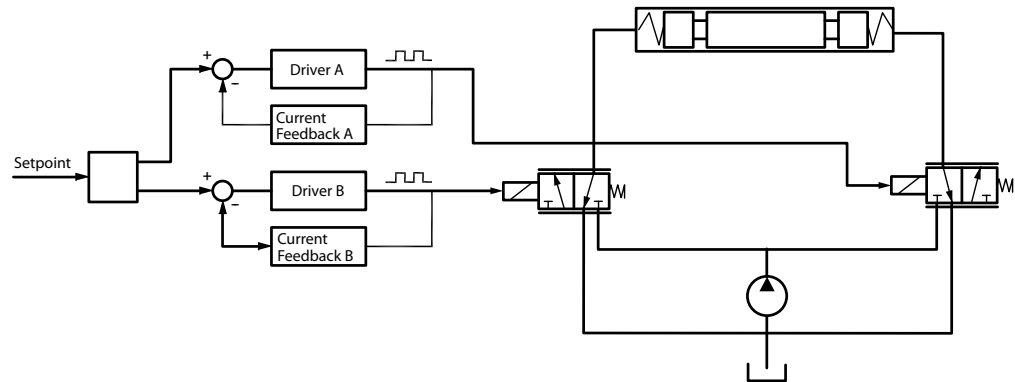 +
Driver A
−
Current
Feedback A
Setpoint
+
Driver B
−
Current
Feedback B